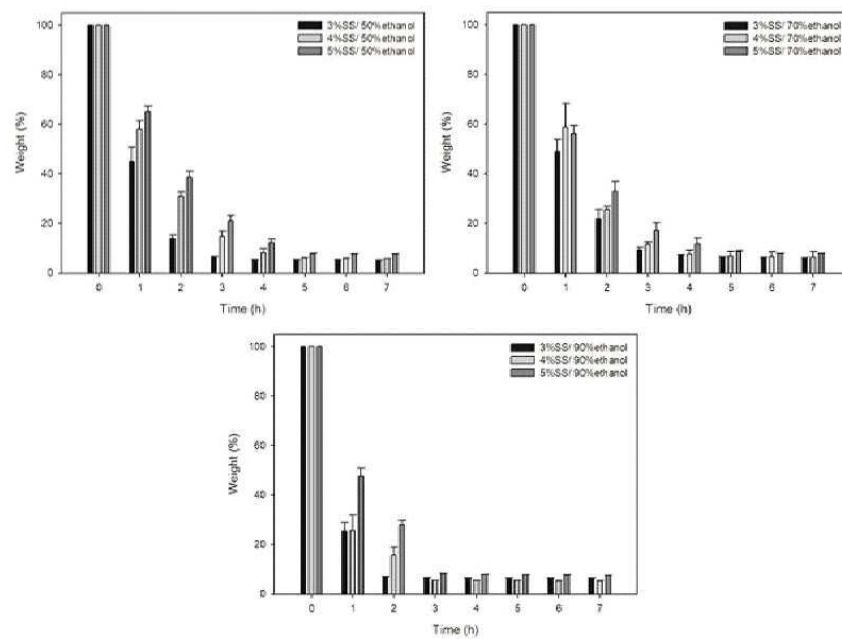 3%SS/ 50%ethanol
4%SS/ 50%ethanol
5%SS/ 50%ethanol
Weight (%)
100
80
60
40
20
0
0 1 2 3 4 5 6 7
Time (h)
3%SS/ 70%ethanol
4%SS/ 70%ethanol
5%SS/ 70%ethanol
Weight (%)
100
80
60
40
20
0
0 1 2 3 4 5 6 7
Time (h)
3%SS/ 90%ethanol
4%SS/ 90%ethanol
5%SS/ 90%ethanol
Weight (%)
100
80
60
40
20
0
0 1 2 3 4 5 6 7
Time (h)